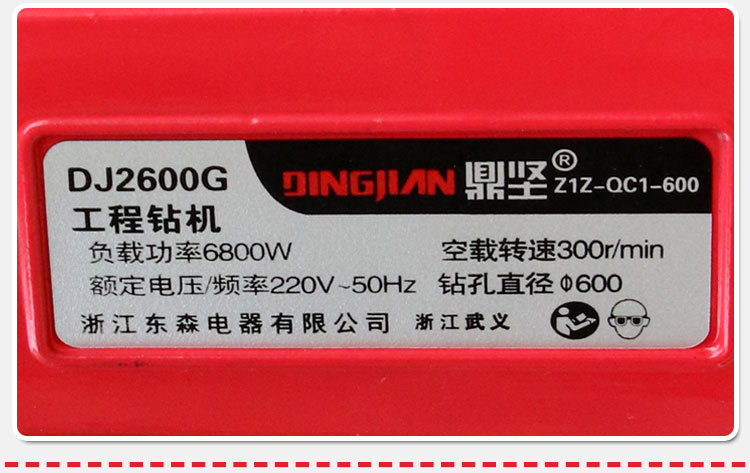 DJ2600G
DINGJIAN 鼎坚®
Z1Z-QC1-600
工程钻机
负载功率6800W 空载转速300r/min
额定电压/频率220V~50Hz 钻孔直径Φ600
浙江东森电器有限公司 浙江武义